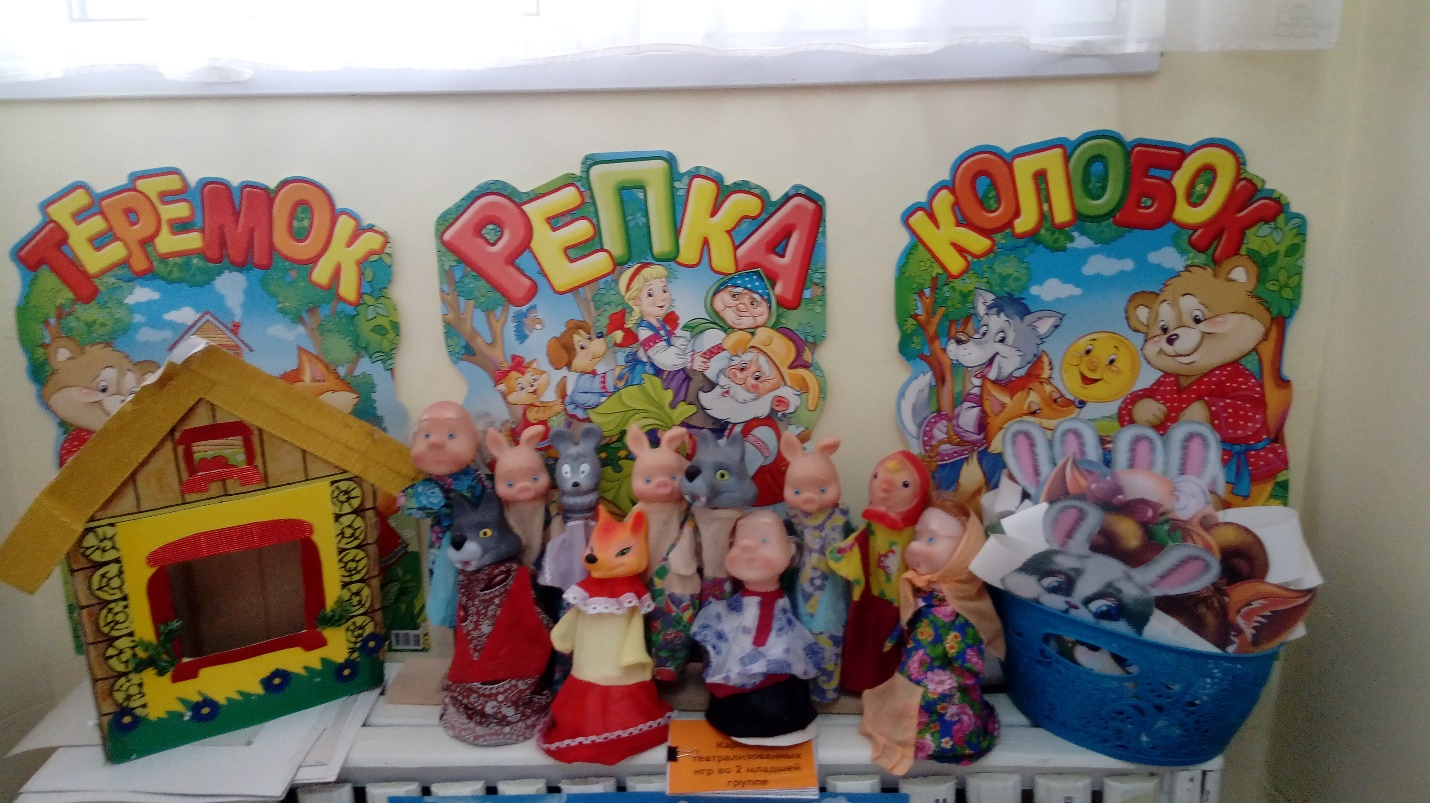 ТЕРЕМОК
РЕПКА
КОЛОБОК
театрализованных
игр во 2 младшей
группе